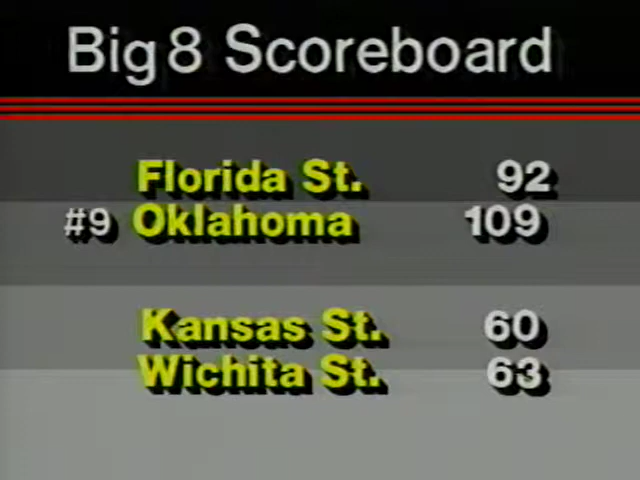 Big 8 Scoreboard
Florida St. 92
#9 Oklahoma 109
Kansas St. 60
Wichita St. 63